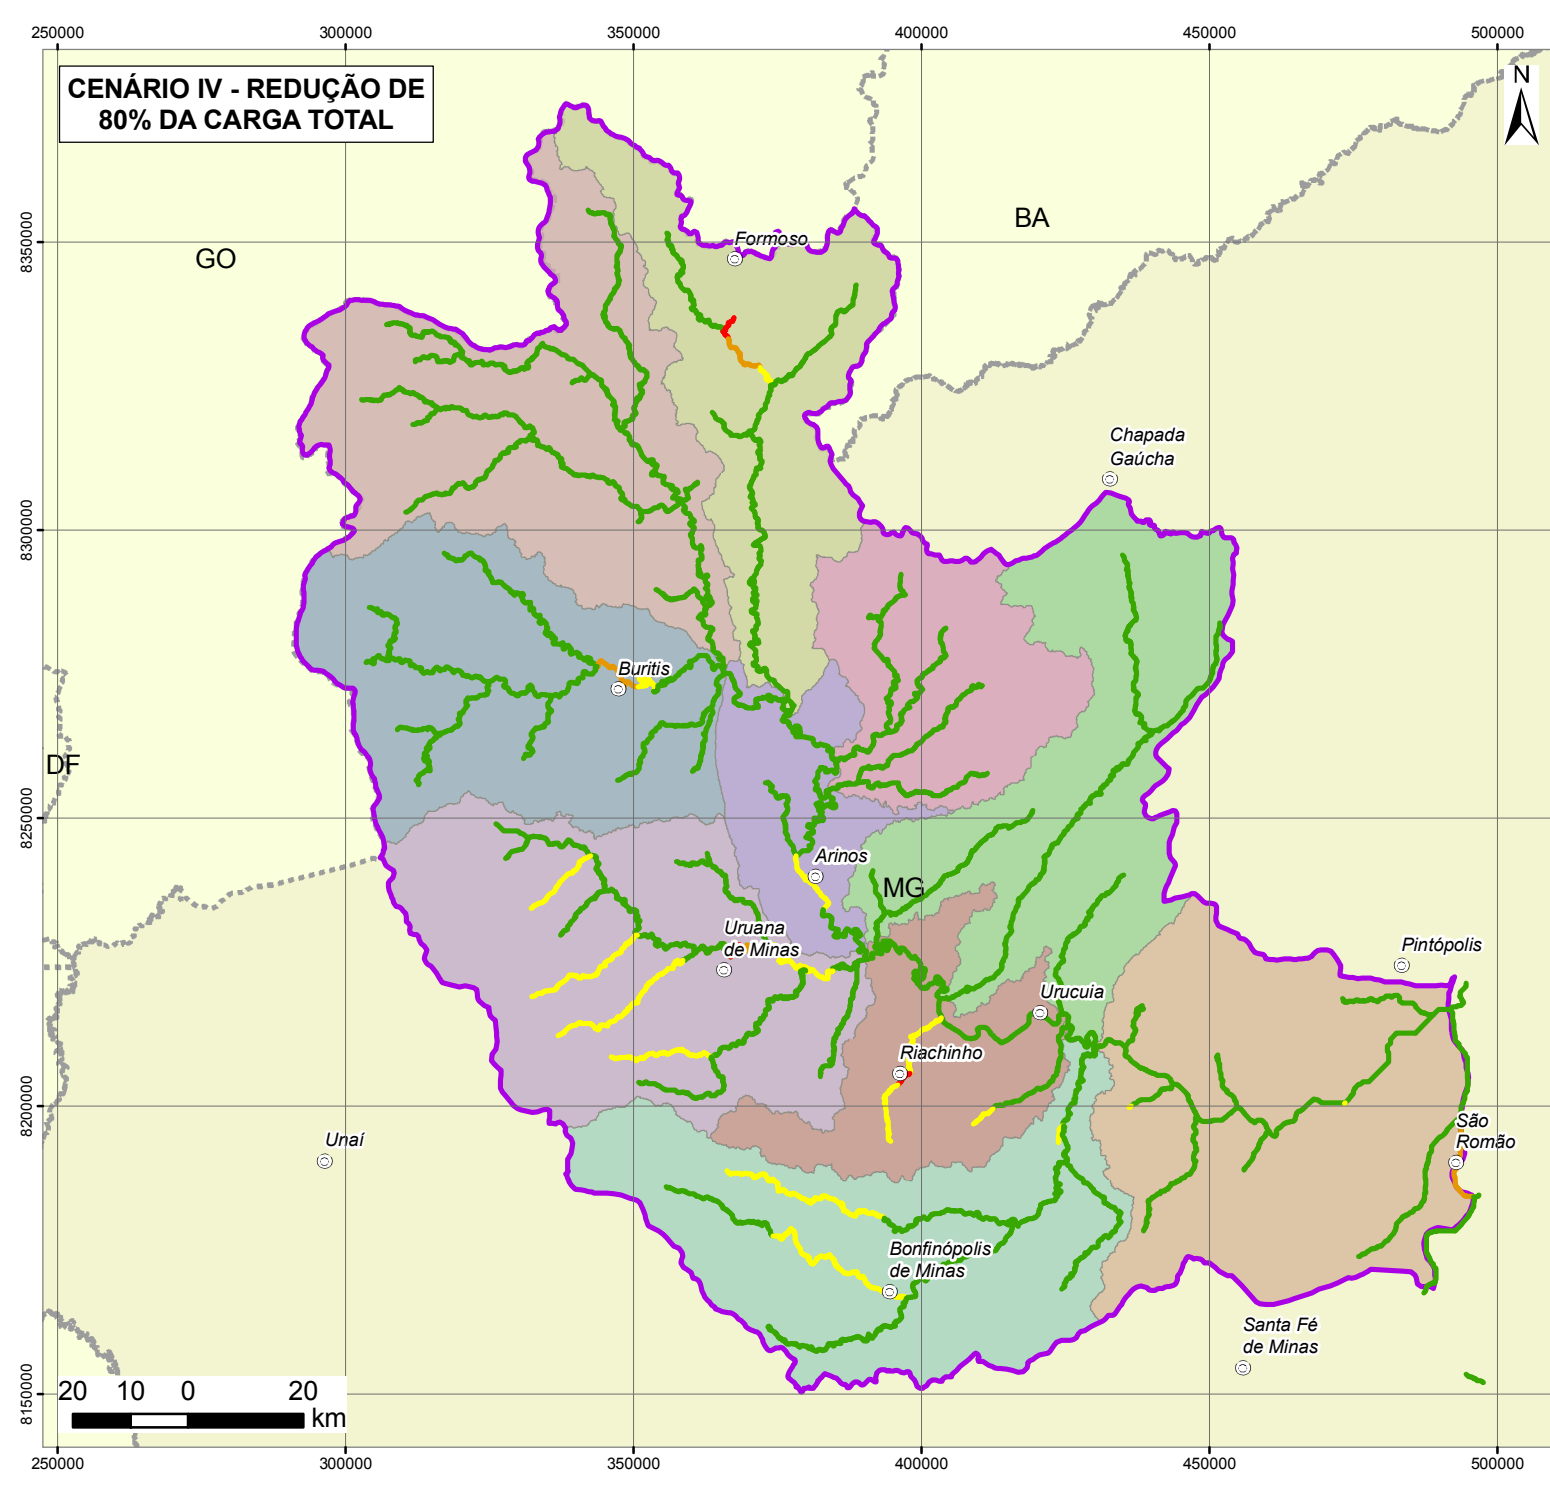 250000
300000
350000
400000
450000
500000
CENÁRIO IV - REDUÇÃO DE
80% DA CARGA TOTAL
N
BA
8350000
Formoso
GO
Chapada
Gaúcha
8300000
Buritis
DF
8250000
Arinos
MG
Uruana
de Minas
Pintópolis
Urucuia
Riachinho
8200000
São
Romão
Unaí
Bonfinópolis
de Minas
Santa Fé
de Minas
8150000
20 10 0 20
km
250000
300000
350000
400000
450000
500000